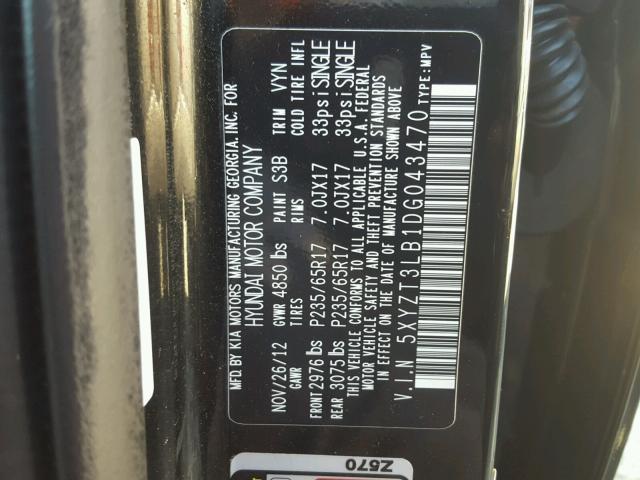 MFD.BY KIA MOTORS MANUFACTURING GEORGIA, INC. FOR
HYUNDAI MOTOR COMPANY
NOV/26/12 GVWR 4850 lbs PAINT S3B TRIM VYN
GAWR TIRES RIMS COLD TIRE INFL
FRONT 2976 lbs P235/65R17 7.0JX17 33psi SINGLE
REAR 3075 lbs P235/65R17 7.0JX17 33psi SINGLE
THIS VEHICLE CONFORMS TO ALL APPLICABLE U.S.A. FEDERAL
MOTOR VEHICLE SAFETY AND THEFT PREVENTION STANDARDS
IN EFFECT ON THE DATE OF MANUFACTURE SHOWN ABOVE
V.I.N 5XYZT3LB1DG043470 TYPE: MPV
Z670